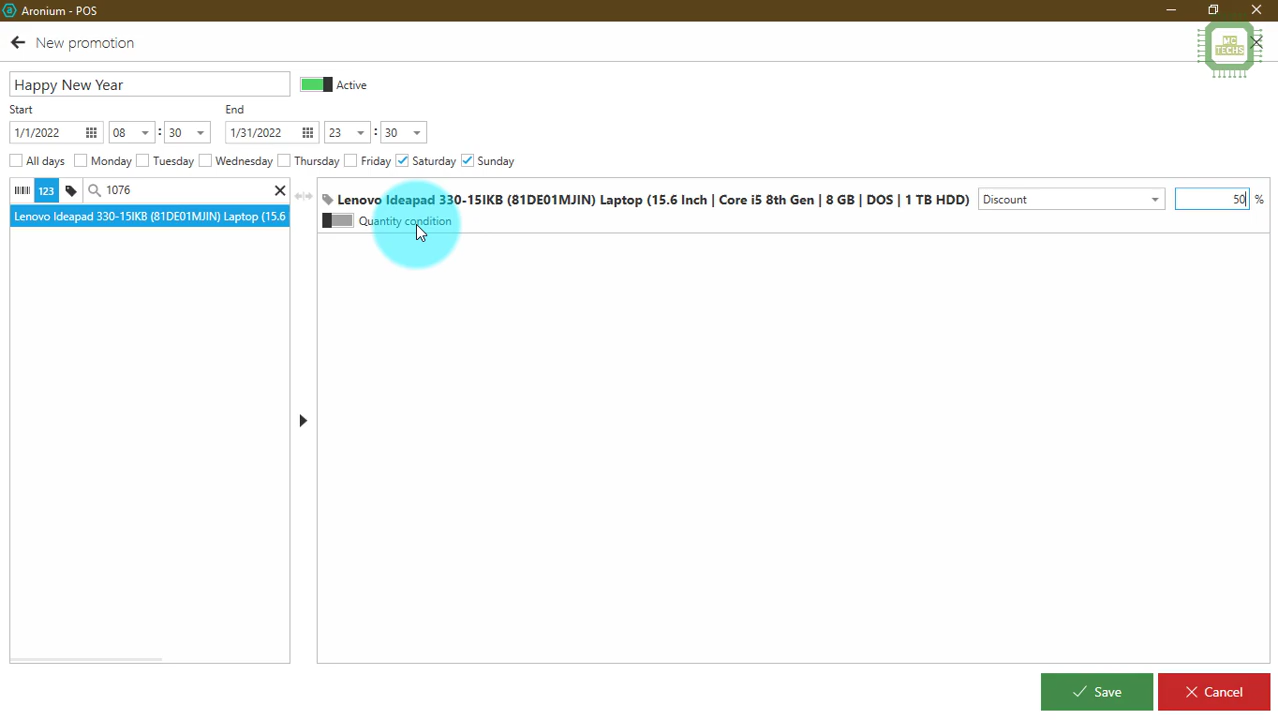 Aronium - POS
New promotion
MC
TECHS
Happy New Year
Active
Start
End
1/1/2022
08
:
30
1/31/2022
23
:
30
All days
Monday
Tuesday
Wednesday
Thursday
Friday
Saturday
Sunday
123
1076
Lenovo Ideapad 330-15IKB (81DE01MJIN) Laptop (15.6
Lenovo Ideapad 330-15IKB (81DE01MJIN) Laptop (15.6 Inch | Core i5 8th Gen | 8 GB | DOS | 1 TB HDD)
Discount
50
%
Quantity condition
Save
Cancel